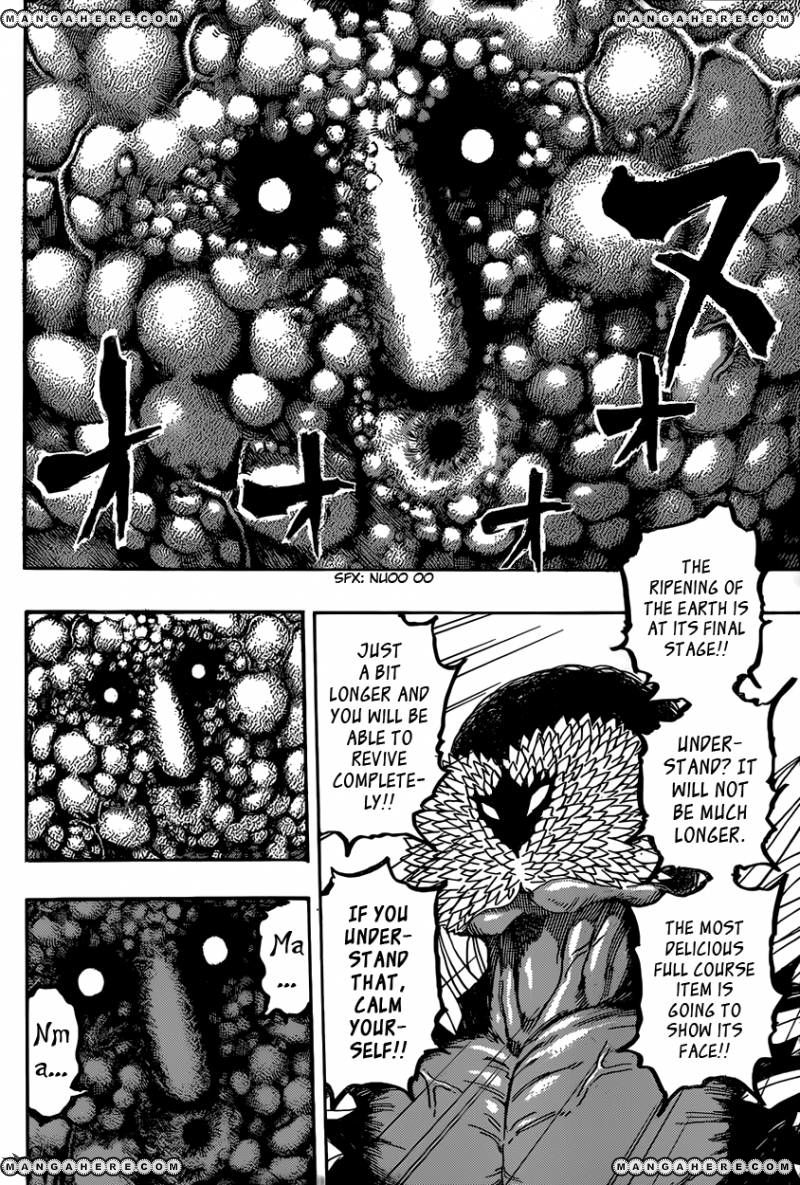 MANGAHERE.COM
MANGAHERE.COM
ヌ
オ
オ
オ
オ
SFX: NUOO OO
THE
RIPENING OF
THE EARTH IS
AT ITS FINAL
STAGE!!
UNDER-
STAND? IT
WILL NOT
BE MUCH
LONGER.
JUST
A BIT
LONGER AND
YOU WILL BE
ABLE TO
REVIVE
COMPLETE-
LY!!
THE MOST
DELICIOUS
FULL COURSE
ITEM IS
GOING TO
SHOW ITS
FACE!!
IF YOU
UNDER-
STAND
THAT,
CALM
YOUR-
SELF!!
Ma
...
Nm
a...
MANGAHERE.COM
MANGAHERE.COM